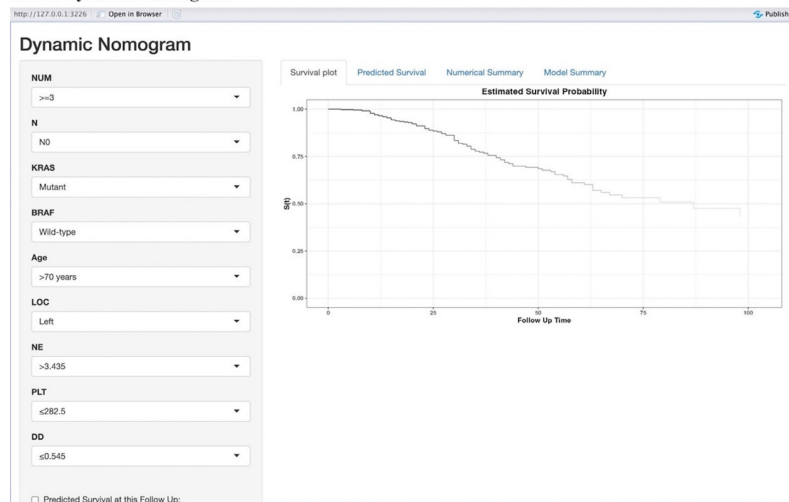 http://127.0.0.1:3226 Open in Browser Publish
Dynamic Nomogram
NUM
>=3
N
N0
KRAS
Mutant
BRAF
Wild-type
Age
>70 years
LOC
Left
NE
>3.435
PLT
≤282.5
DD
≤0.545
Predicted Survival at this Follow Up:
Survival plot Predicted Survival Numerical Summary Model Summary
Estimated Survival Probability
1.00
0.75
0.50
0.25
0.00
S(t)
0 25 50 75 100
Follow Up Time